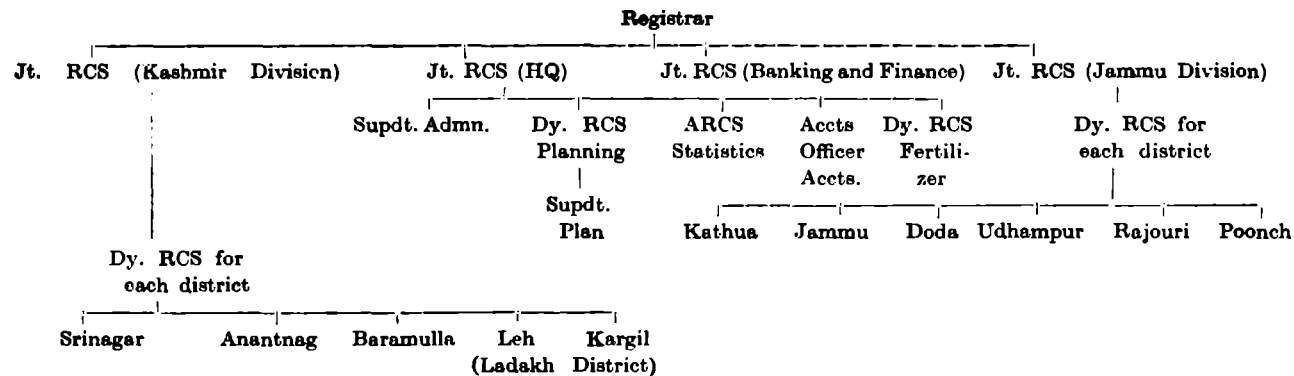 Registrar
Jt. RCS (Kashmir Division) Jt. RCS (HQ) Jt. RCS (Banking and Finance) Jt. RCS (Jammu Division)
Supdt. Admn. Dy. RCS ARCS Accts Dy. RCS Dy. RCS for
Planning Statistics Officer Fertili- each district
Accts. zer
Supdt.
Plan Kathua Jammu Doda Udhampur Rajouri Poonch
Dy. RCS for
each district
Srinagar Anantnag Baramulla Leh Kargil
(Ladakh District)